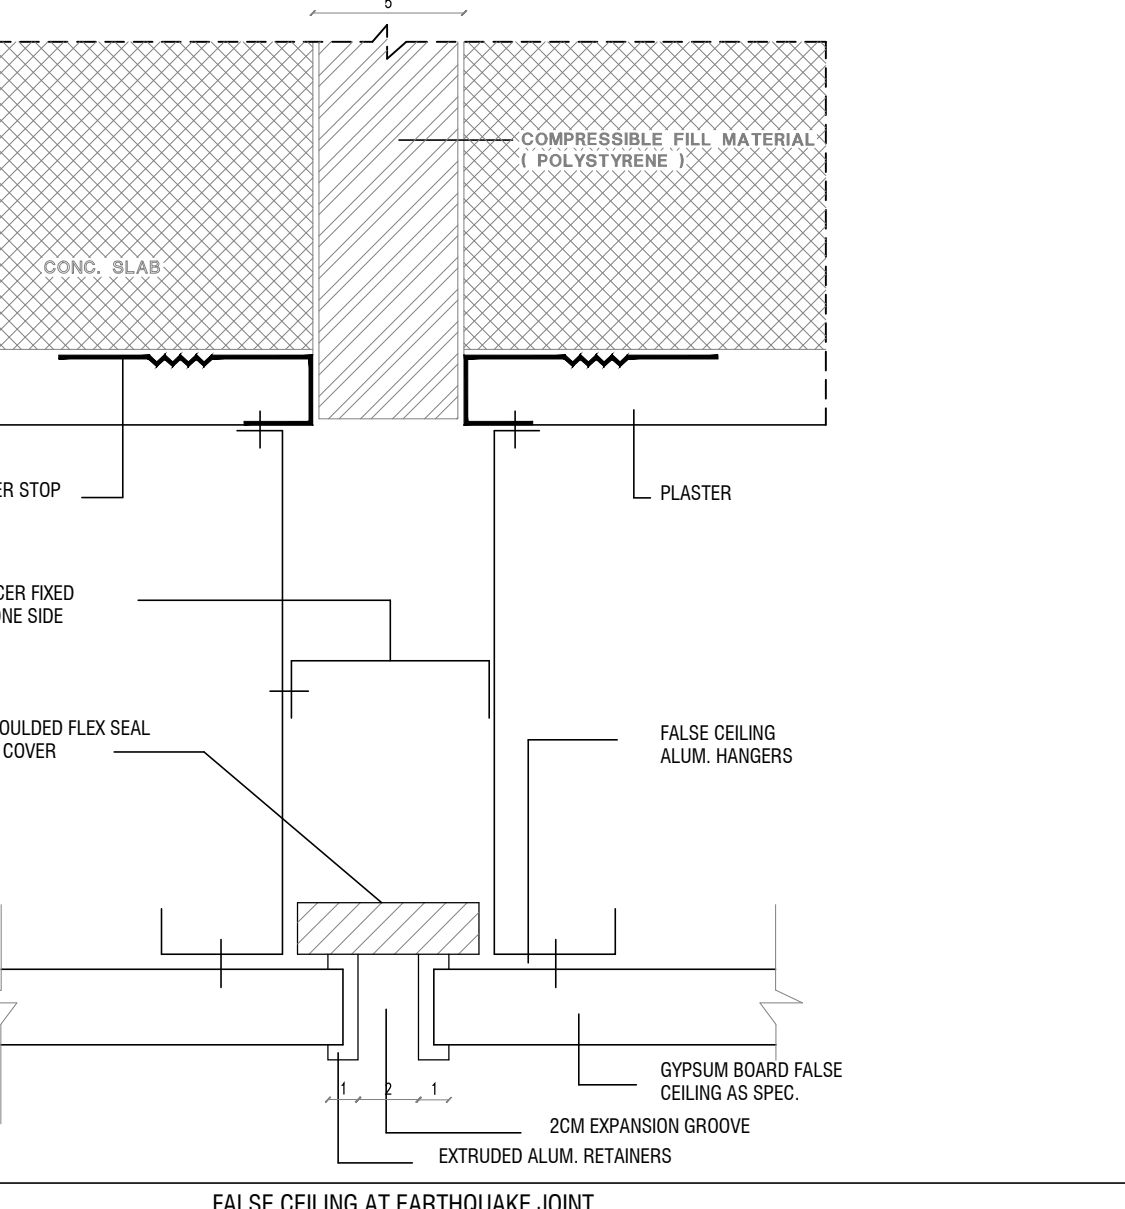 5
COMPRESSIBLE FILL MATERIAL
( POLYSTYRENE )
CONC. SLAB
ER STOP
PLASTER
CER FIXED
ONE SIDE
OULDED FLEX SEAL
COVER
FALSE CEILING
ALUM. HANGERS
GYPSUM BOARD FALSE
CEILING AS SPEC.
1 2 1
2CM EXPANSION GROOVE
EXTRUDED ALUM. RETAINERS
FALSE CEILING AT EARTHQUAKE JOINT